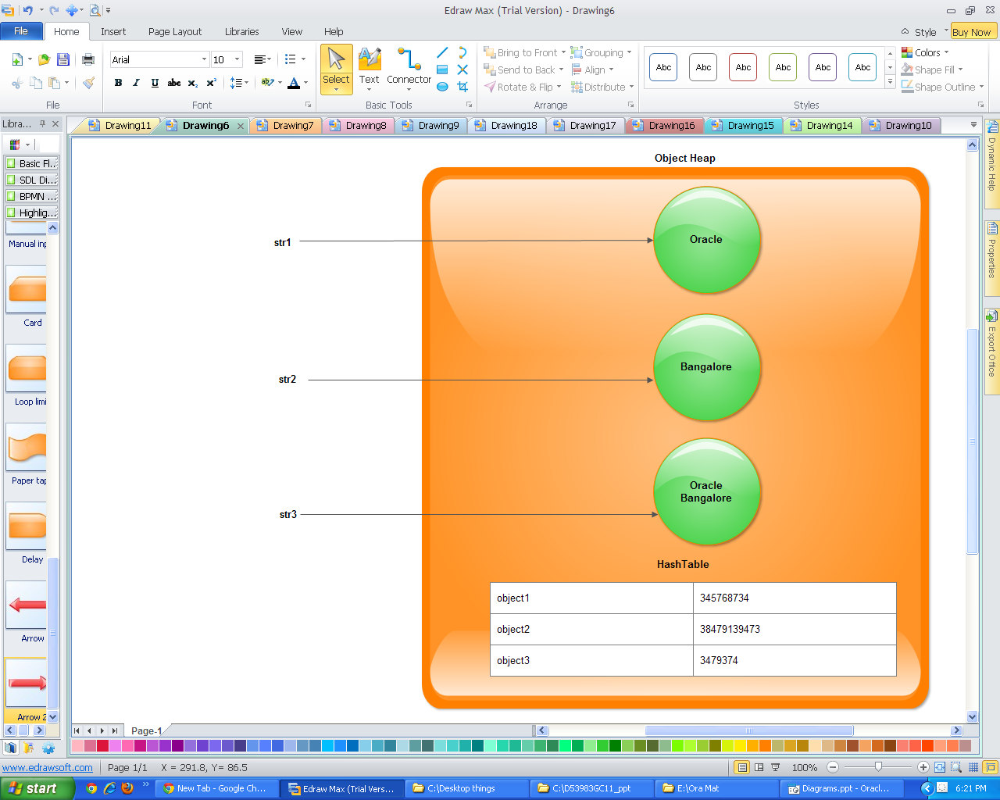 Edraw Max (Trial Version) - Drawing6
File Home Insert Page Layout Libraries View Help Style Buy Now
Arial 10
B I U abc x₂ x²
Select Text Connector
Bring to Front Grouping
Send to Back Align
Rotate & Flip Distribute
Abc Abc Abc Abc Abc Abc
Colors
Shape Fill
Shape Outline
File Font Basic Tools Arrange Styles
Libra...
Drawing11 Drawing6 Drawing7 Drawing8 Drawing9 Drawing18 Drawing17 Drawing16 Drawing15 Drawing14 Drawing10
Basic Fl..
SDL Di...
BPMN ...
Highlig...
Manual inp
Card
Loop limi
Paper tap
Delay
Arrow
Arrow 2
Object Heap
str1
Oracle
str2
Bangalore
str3
Oracle
Bangalore
HashTable
object1 345768734
object2 38479139473
object3 3479374
Dynamic Help
Properties
Export Office
Page-1
www.edrawsoft.com Page 1/1 X = 291.8, Y= 86.5 100%
start
New Tab - Google Ch...
Edraw Max (Trial Vers...
C:\Desktop things
C:\D53983GC11_ppt
E:\Ora Mat
Diagrams.ppt - Oracl...
6:21 PM